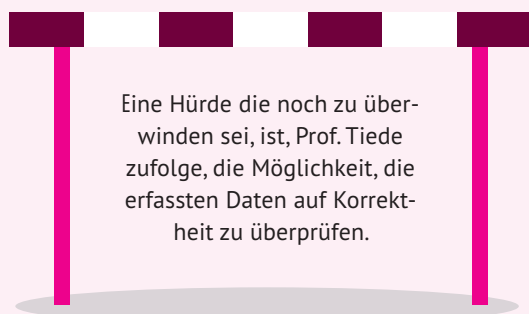 Eine Hürde die noch zu über-
winden sei, ist, Prof. Tiede
zufolge, die Möglichkeit, die
erfassten Daten auf Korrekt-
heit zu überprüfen.